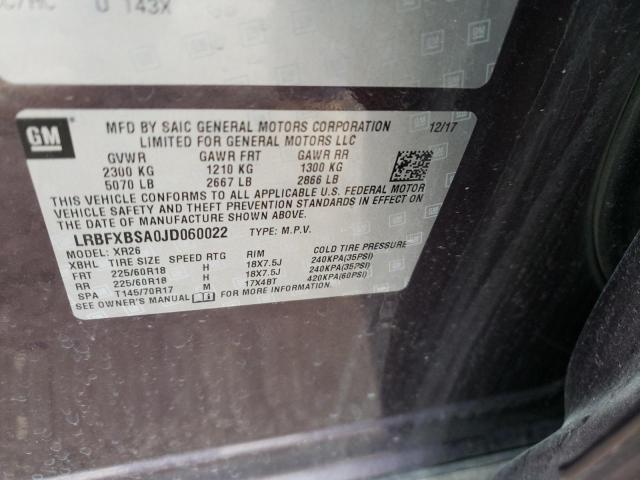 143X
GM
MFD BY SAIC GENERAL MOTORS CORPORATION 12/17
LIMITED FOR GENERAL MOTORS LLC
GVWR GAWR FRT GAWR RR
2300 KG 1210 KG 1300 KG
5070 LB 2667 LB 2866 LB
THIS VEHICLE CONFORMS TO ALL APPLICABLE U.S. FEDERAL MOTOR
VEHICLE SAFETY AND THEFT PREVENTION STANDARDS IN EFFECT ON
THE DATE OF MANUFACTURE SHOWN ABOVE.
LRBFXBSA0JD060022 TYPE: M.P.V.
MODEL: XR26
XBHL TIRE SIZE SPEED RTG RIM COLD TIRE PRESSURE
FRT 225/60R18 H 18X7.5J 240KPA(35PSI)
RR 225/60R18 H 18X7.5J 240KPA(35PSI)
SPA T145/70R17 M 17X4BT 420KPA(60PSI)
SEE OWNER'S MANUAL FOR ADDITIONAL INFORMATION.